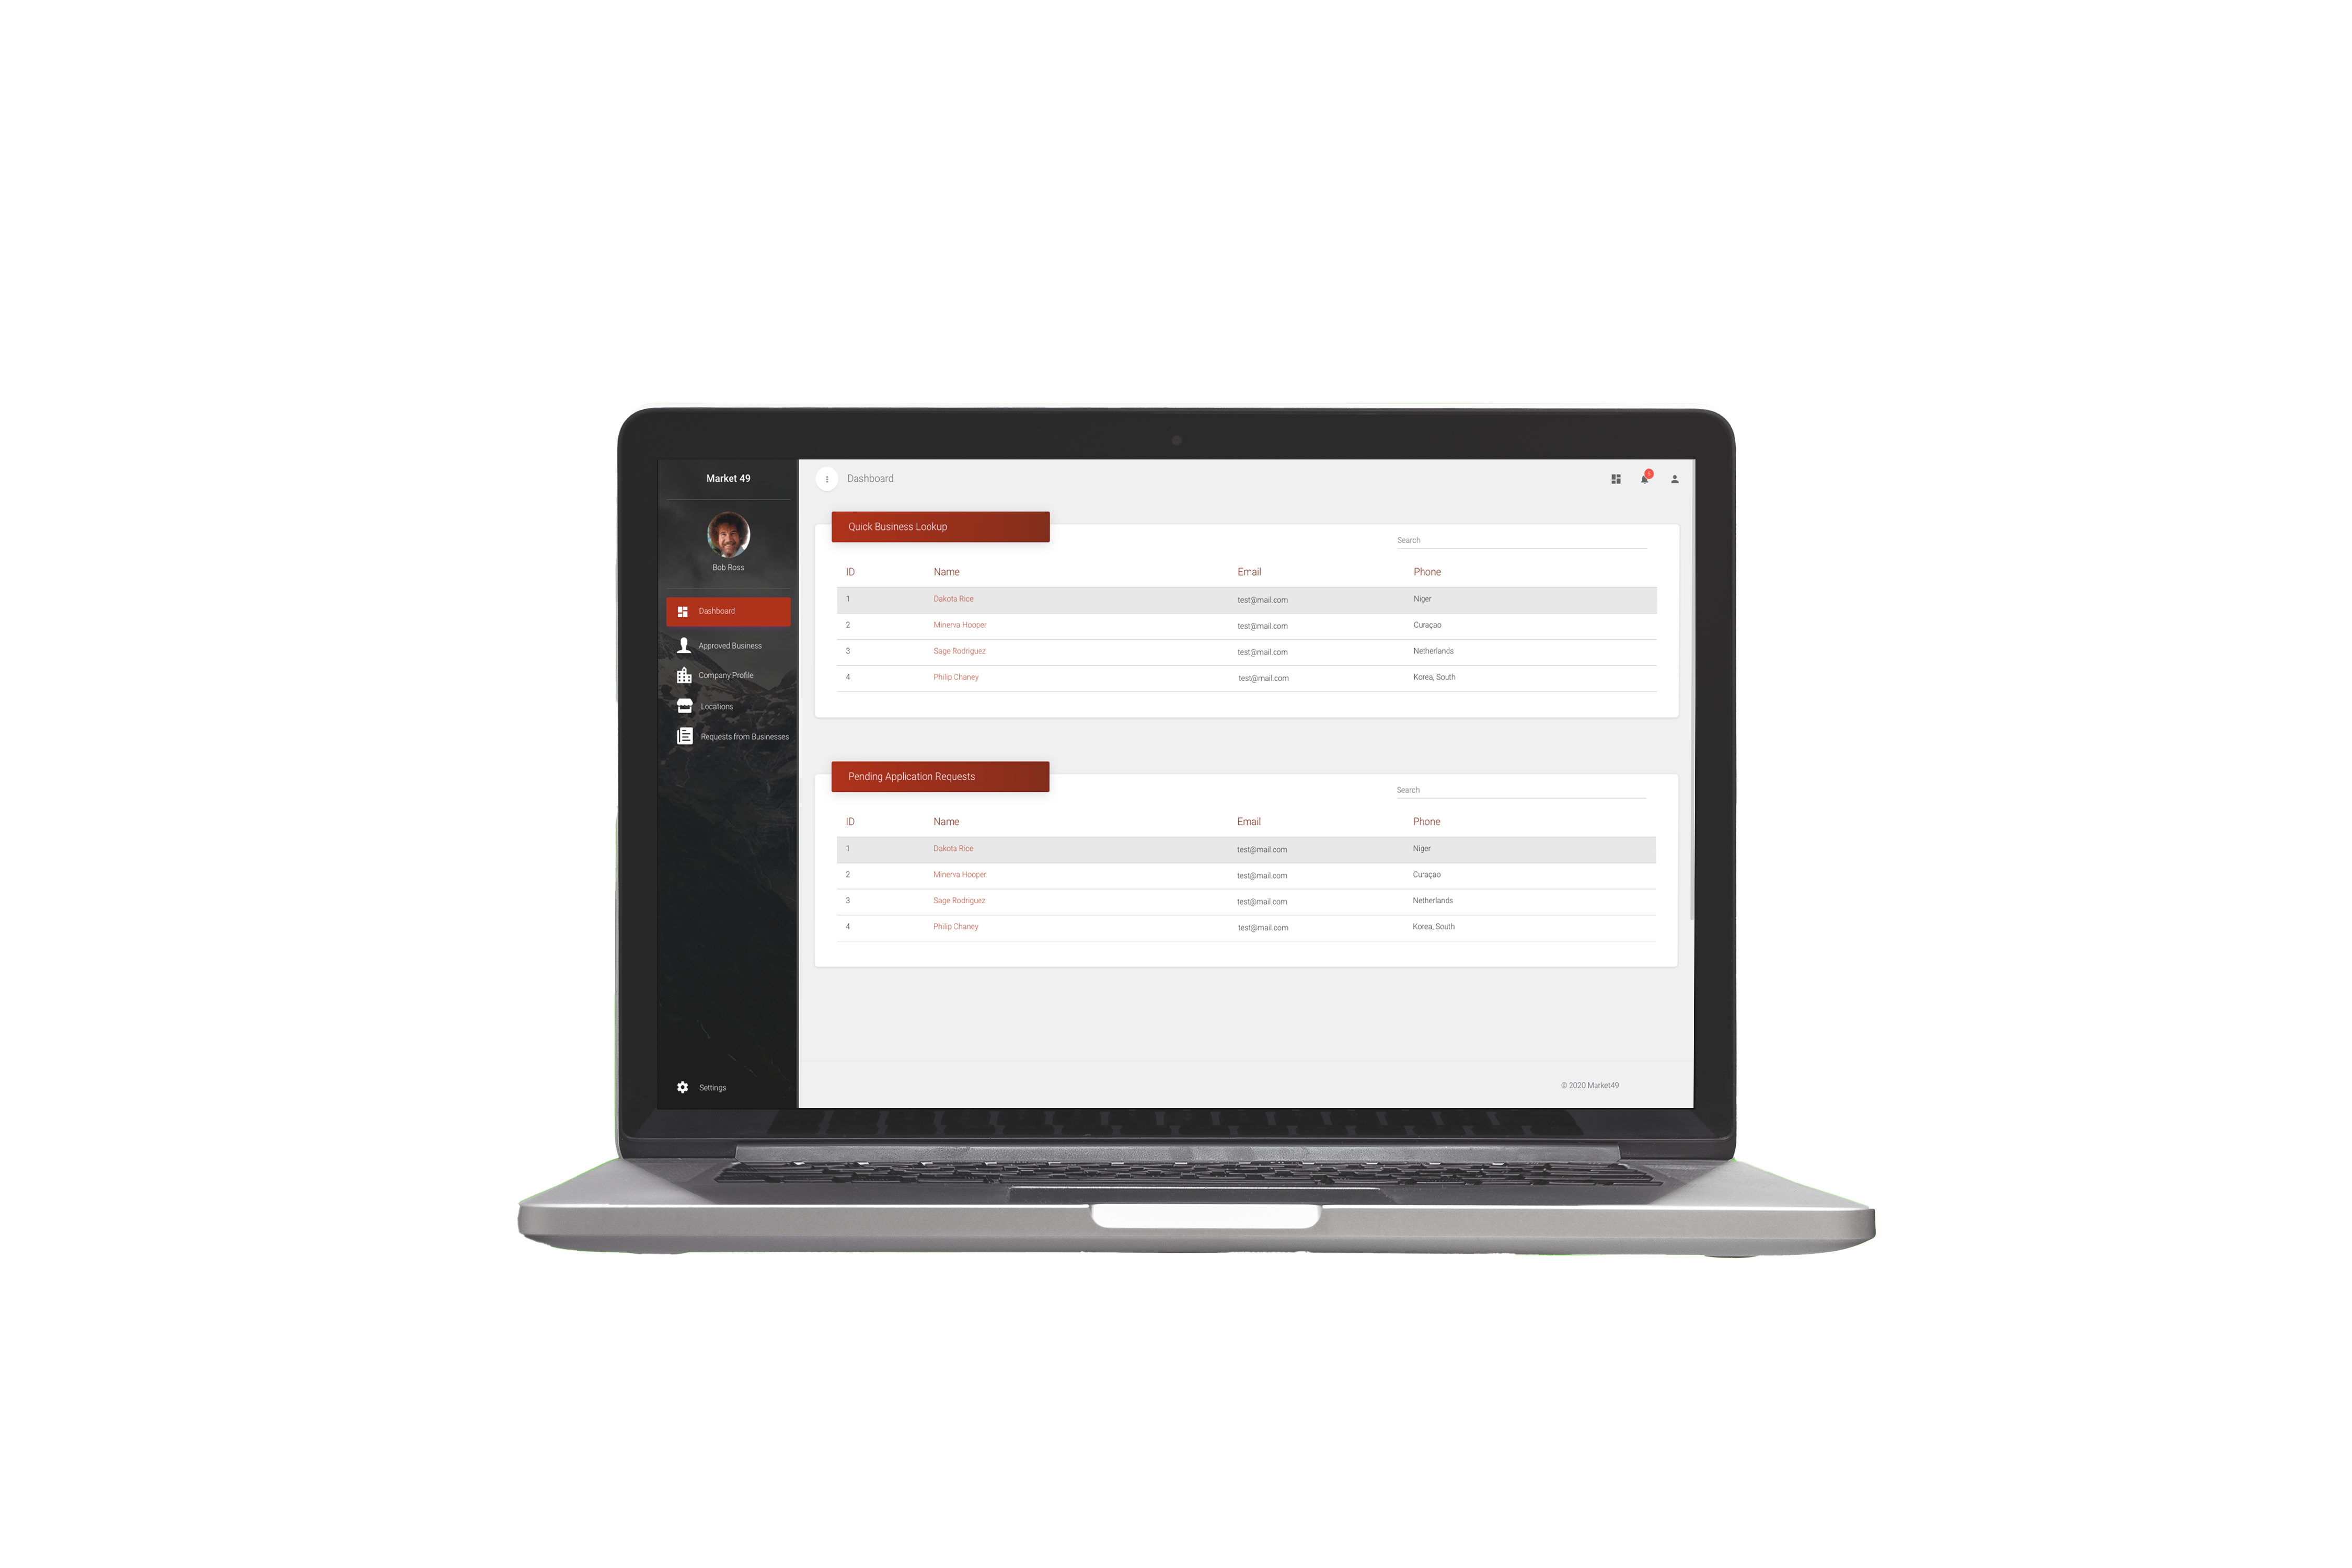 Market 49
Bob Ross
Dashboard
Approved Business
Company Profile
Locations
Requests from Businesses
Settings
Dashboard
Quick Business Lookup
Search
ID Name Email Phone
1 Dakota Rice test@mail.com Niger
2 Minerva Hooper test@mail.com Curaçao
3 Sage Rodriguez test@mail.com Netherlands
4 Philip Chaney test@mail.com Korea, South
Pending Application Requests
Search
ID Name Email Phone
1 Dakota Rice test@mail.com Niger
2 Minerva Hooper test@mail.com Curaçao
3 Sage Rodriguez test@mail.com Netherlands
4 Philip Chaney test@mail.com Korea, South
© 2020 Market49